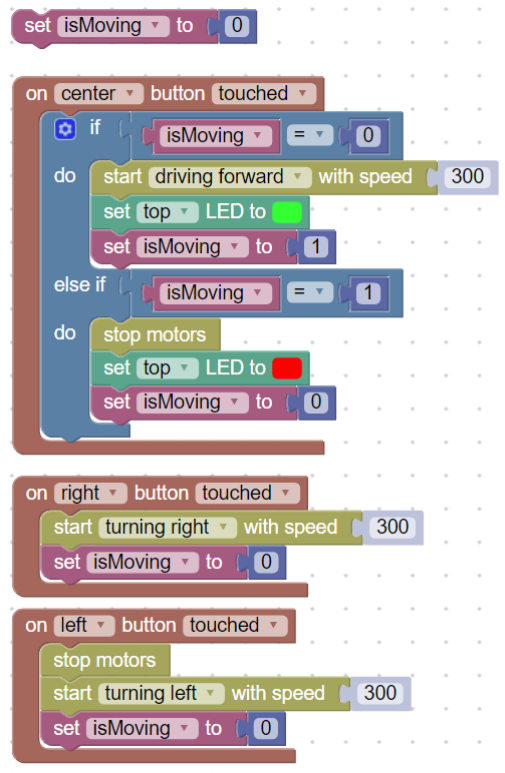 set isMoving to 0
on center button touched
if isMoving = 0
do start driving forward with speed 300
set top LED to
set isMoving to 1
else if isMoving = 1
do stop motors
set top LED to
set isMoving to 0
on right button touched
start turning right with speed 300
set isMoving to 0
on left button touched
stop motors
start turning left with speed 300
set isMoving to 0